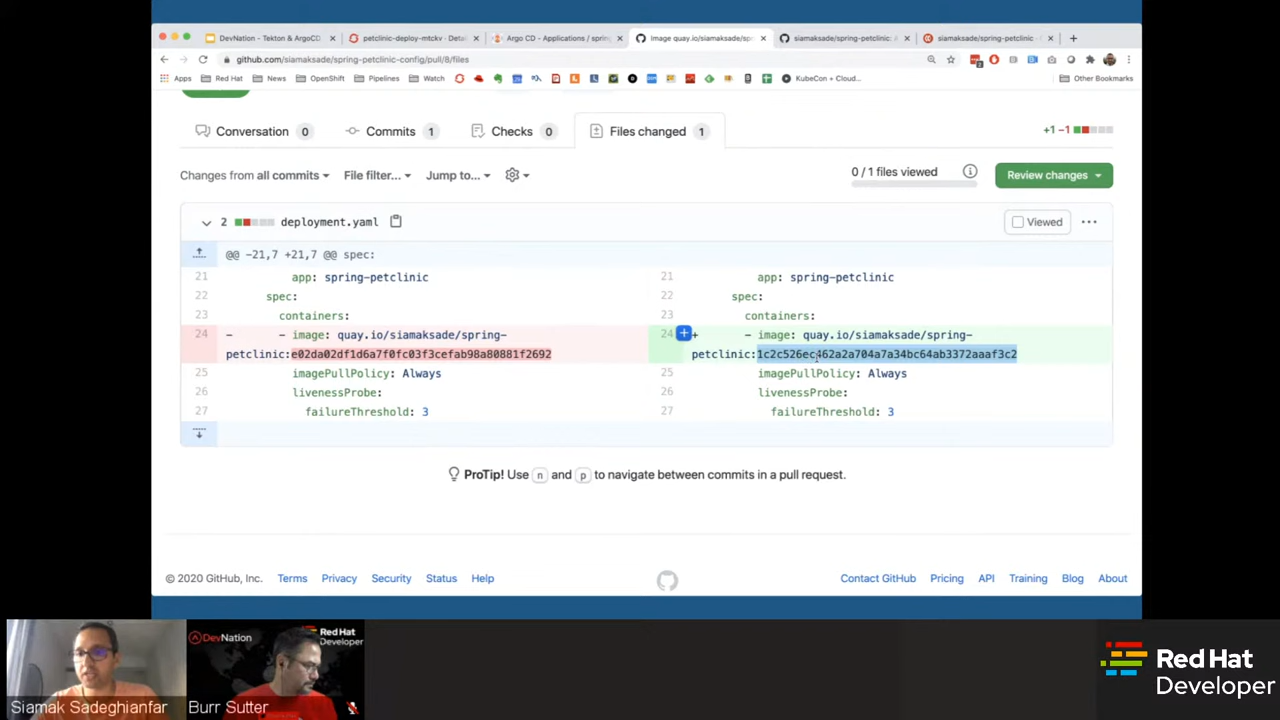 DevNation - Tekton & ArgoCD
petclinic-deploy-mtckv - Deta
Argo CD - Applications / spring
Image quay.io/siamaksade/spr
siamaksade/spring-petclinic: A
siamaksade/spring-petclinic -
github.com/siamaksade/spring-petclinic-config/pull/8/files
Apps
Red Hat
News
OpenShift
Pipelines
Watch
KubeCon + Cloud...
Other Bookmarks
Conversation 0
Commits 1
Checks 0
Files changed 1
+1 −1
Changes from all commits
File filter...
Jump to...
0 / 1 files viewed
Review changes
2 deployment.yaml
Viewed
@@ -21,7 +21,7 @@ spec:
21 app: spring-petclinic
22 spec:
23 containers:
24 - - image: quay.io/siamaksade/spring-
petclinic:e02da02df1d6a7f0fc03f3cefab98a80881f2692
25 imagePullPolicy: Always
26 livenessProbe:
27 failureThreshold: 3
21 app: spring-petclinic
22 spec:
23 containers:
24 + - image: quay.io/siamaksade/spring-
petclinic:1c2c526ec462a2a704a7a34bc64ab3372aaaf3c2
25 imagePullPolicy: Always
26 livenessProbe:
27 failureThreshold: 3
ProTip! Use n and p to navigate between commits in a pull request.
© 2020 GitHub, Inc.
Terms
Privacy
Security
Status
Help
Contact GitHub
Pricing
API
Training
Blog
About
Siamak Sadeghianfar
DevNation
Red Hat
Developer
Burr Sutter
Red Hat
Developer